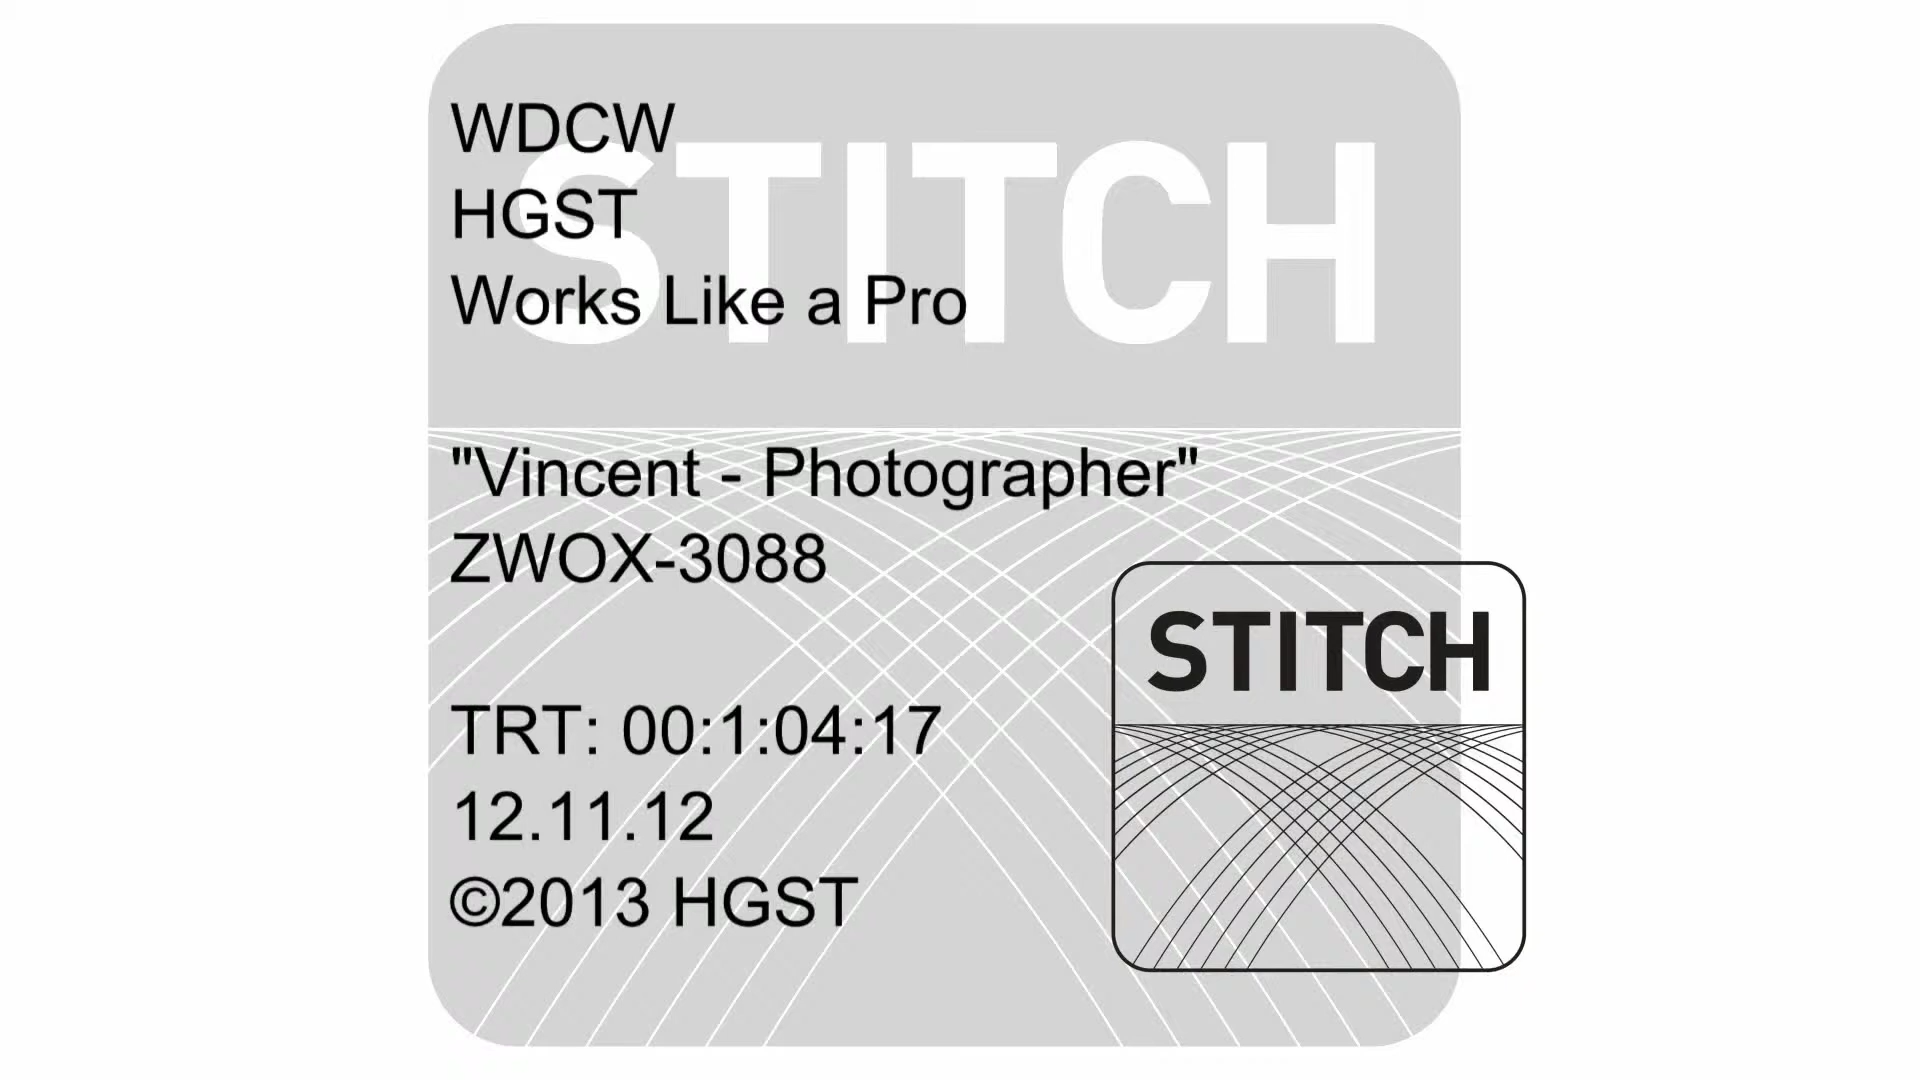 STITCH
WDCW
HGST
Works Like a Pro
"Vincent - Photographer"
ZWOX-3088
STITCH
TRT: 00:1:04:17
12.11.12
©2013 HGST